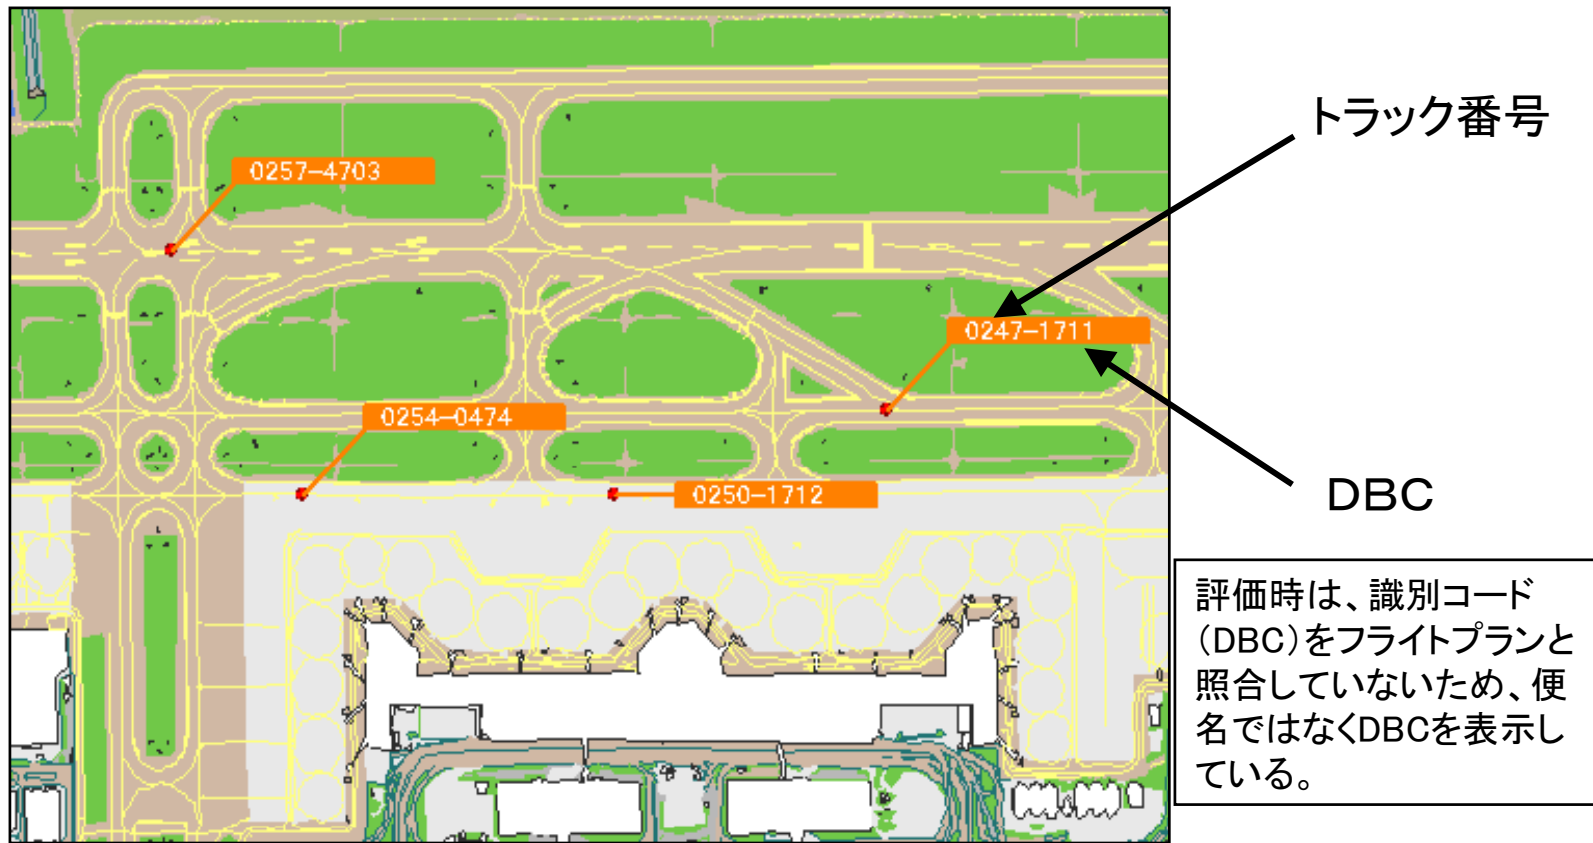 トラック番号
0257-4703
0247-1711
0254-0474
0250-1712
DBC
評価時は、識別コード
(DBC)をフライトプランと
照合していないため、便
名ではなくDBCを表示し
ている。